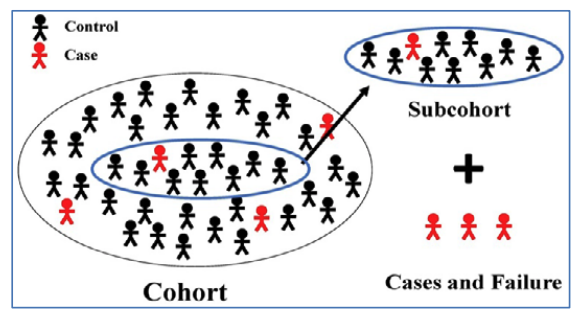 Control
Case
Subcohort
+
Cases and Failure
Cohort